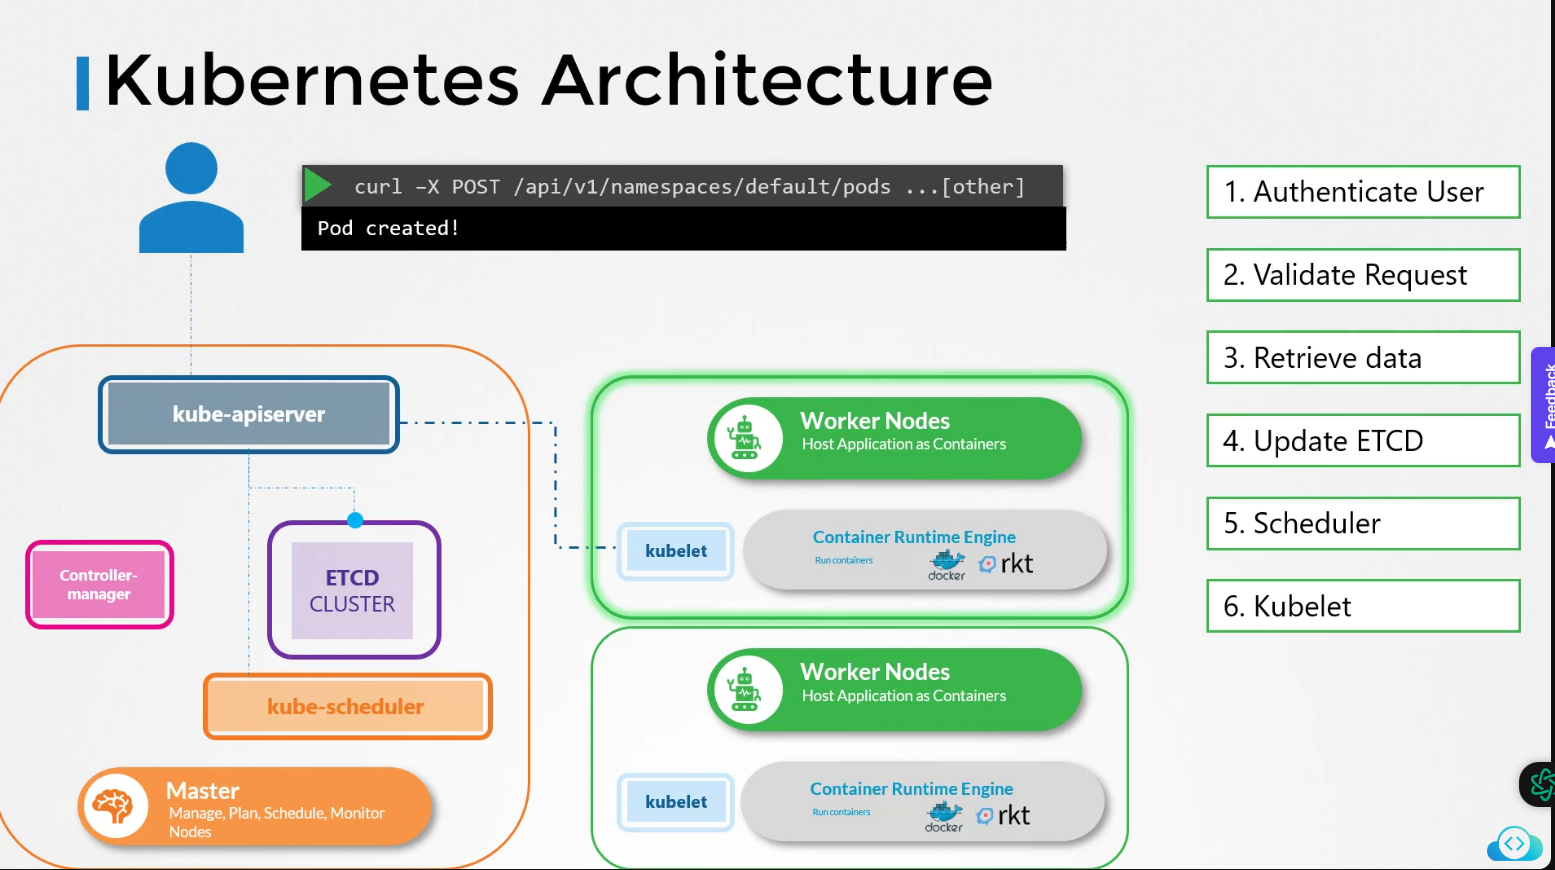 Kubernetes Architecture
curl –X POST /api/v1/namespaces/default/pods ...[other]
Pod created!
1. Authenticate User
2. Validate Request
3. Retrieve data
4. Update ETCD
5. Scheduler
6. Kubelet
Feedback
kube-apiserver
Controller-
manager
ETCD
CLUSTER
kube-scheduler
Master
Manage, Plan, Schedule, Monitor
Nodes
Worker Nodes
Host Application as Containers
kubelet
Container Runtime Engine
Run containers
docker
rkt
Worker Nodes
Host Application as Containers
kubelet
Container Runtime Engine
Run containers
docker
rkt